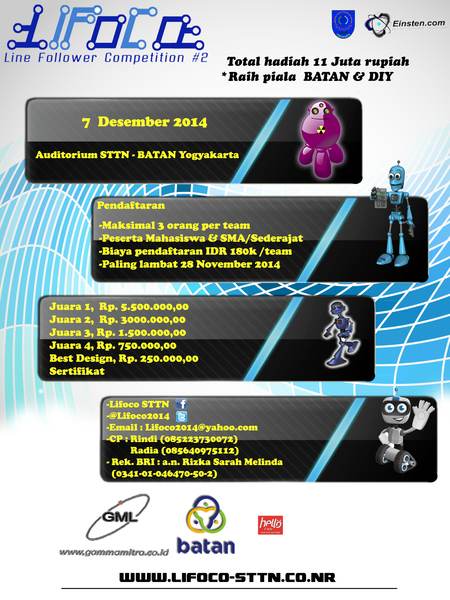 LIFOCO
Line Follower Competition #2
Einsten.com
Total hadiah 11 Juta rupiah
*Raih piala BATAN & DIY
7 Desember 2014
Auditorium STTN - BATAN Yogyakarta
Pendaftaran
-Maksimal 3 orang per team
-Peserta Mahasiswa & SMA/Sederajat
-Biaya pendaftaran IDR 180k /team
-Paling lambat 28 November 2014
Juara 1, Rp. 5.500.000,00
Juara 2, Rp. 3000.000,00
Juara 3, Rp. 1.500.000,00
Juara 4, Rp. 750.000,00
Best Design, Rp. 250.000,00
Sertifikat
-Lifoco STTN
-@Lifoco2014
-Email : Lifoco2014@yahoo.com
-CP : Rindi (085223730072)
Radia (085640975112)
- Rek. BRI : a.n. Rizka Sarah Melinda
(0341-01-046470-50-2)
GML
www.gammamitra.co.id
batan
hello
WWW.LIFOCO-STTN.CO.NR